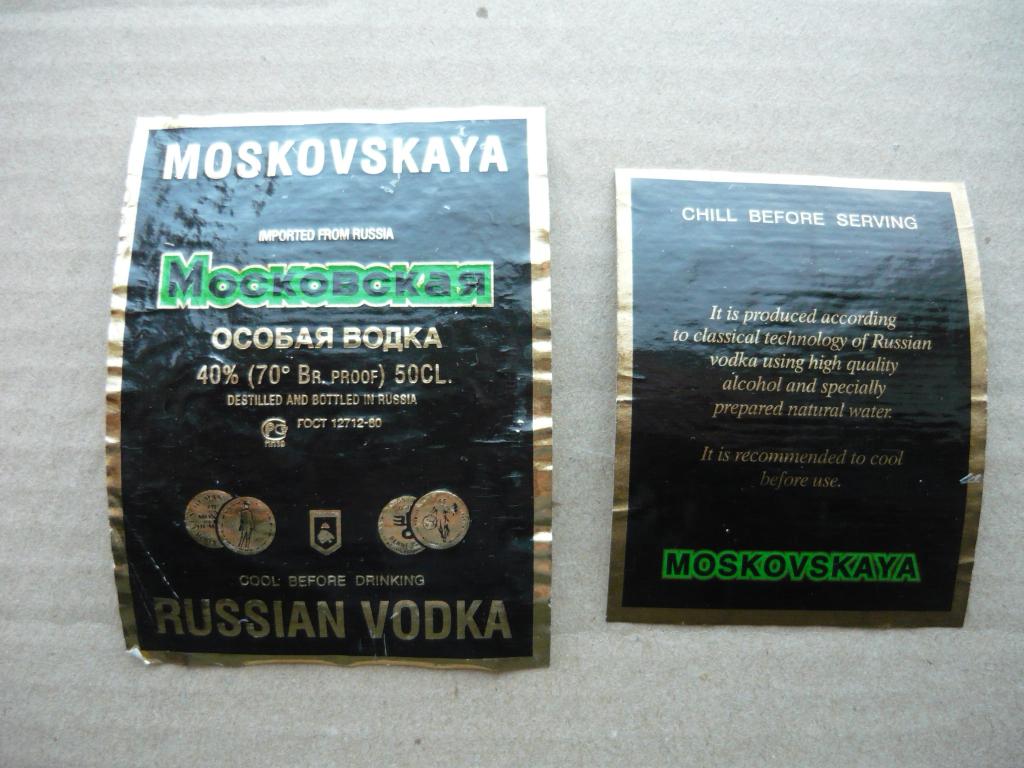 MOSKOVSKAYA
IMPORTED FROM RUSSIA
Московская
ОСОБАЯ ВОДКА
40% (70° BR. PROOF) 50CL.
DESTILLED AND BOTTLED IN RUSSIA
ГОСТ 12712-80
COOL BEFORE DRINKING
RUSSIAN VODKA
CHILL BEFORE SERVING
It is produced according
to classical technology of Russian
vodka using high quality
alcohol and specially
prepared natural water.
It is recommended to cool
before use.
MOSKOVSKAYA